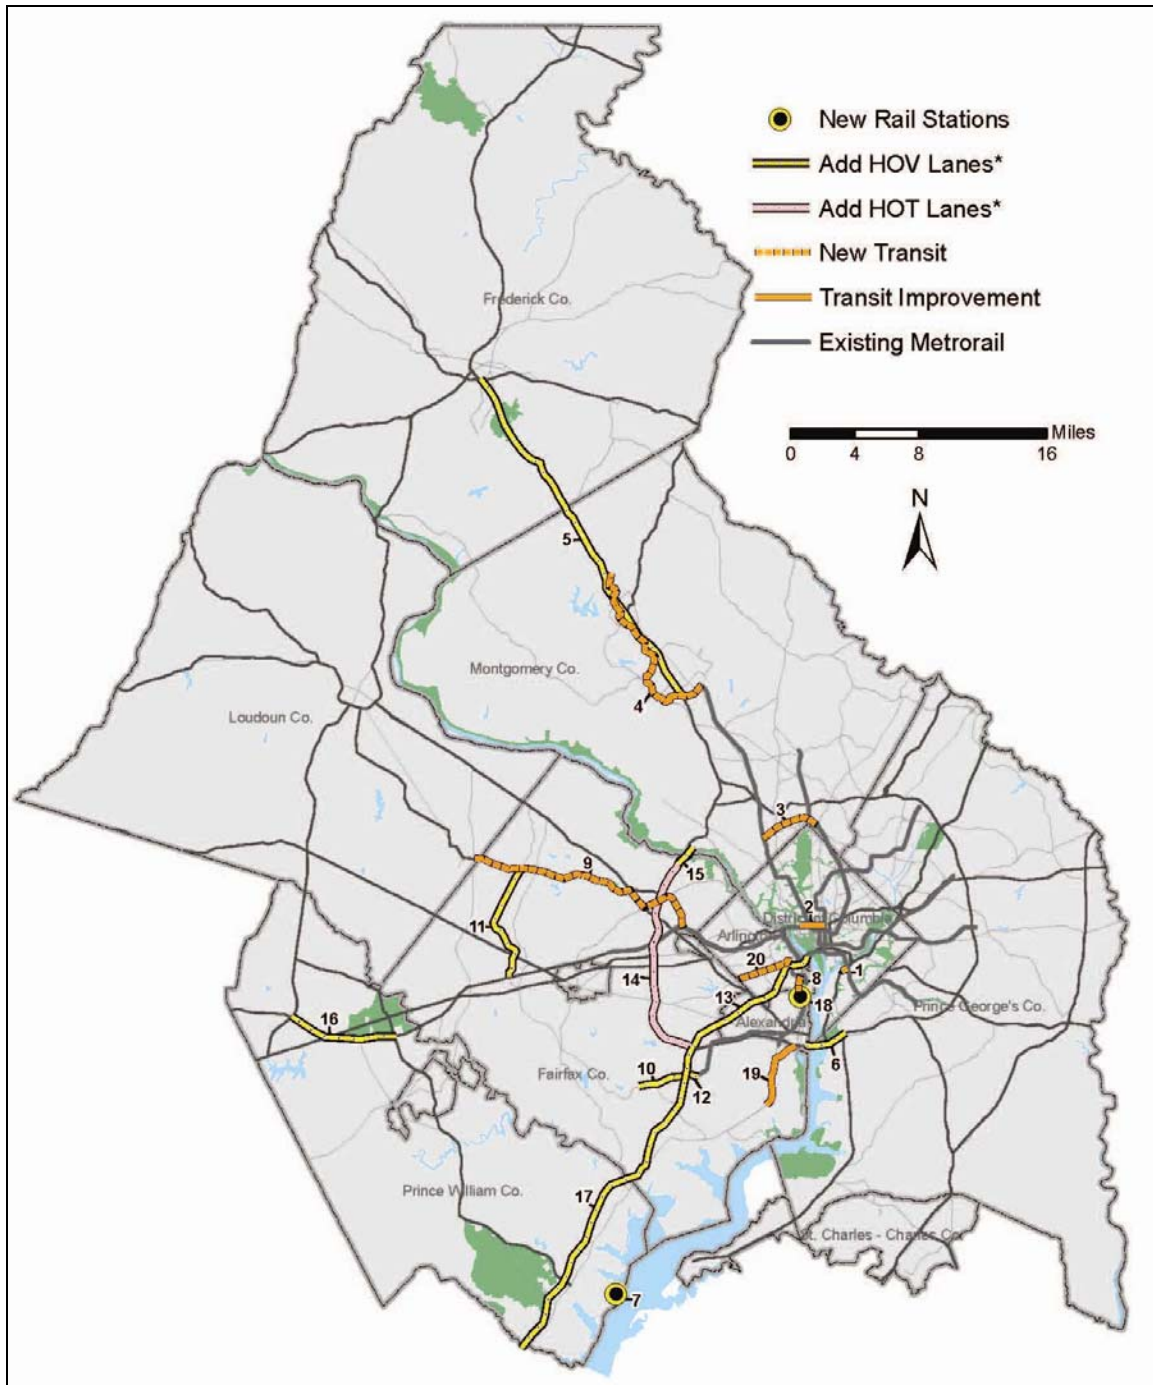 New Rail Stations
Add HOV Lanes*
Add HOT Lanes*
New Transit
Transit Improvement
Existing Metrorail
Frederick Co.
Miles
0 4 8 16
N
5
Montgomery Co.
4
Loudoun Co.
3
9
15
2
District of Columbia
11
Arlington
20
1
14
8
13
18
Prince George's Co.
16
Alexandria
6
10
Fairfax Co.
19
12
Prince William Co.
17
St. Charles - Charles Co.
7